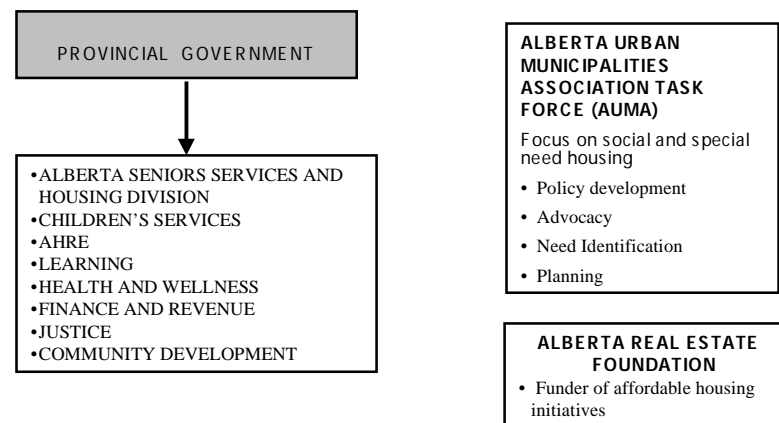 PROVINCIAL GOVERNMENT
•ALBERTA SENIORS SERVICES AND
HOUSING DIVISION
•CHILDREN'S SERVICES
•AHRE
•LEARNING
•HEALTH AND WELLNESS
•FINANCE AND REVENUE
•JUSTICE
•COMMUNITY DEVELOPMENT
ALBERTA URBAN
MUNICIPALITIES
ASSOCIATION TASK
FORCE (AUMA)
Focus on social and special
need housing
• Policy development
• Advocacy
• Need Identification
• Planning
ALBERTA REAL ESTATE
FOUNDATION
• Funder of affordable housing
initiatives